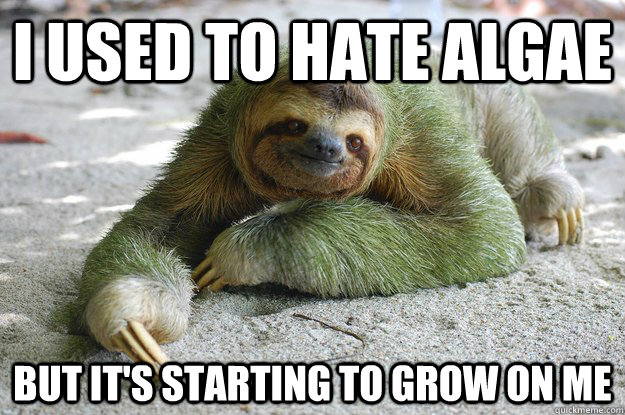 I USED TO HATE ALGAE
BUT IT'S STARTING TO GROW ON ME
quickmeme.com